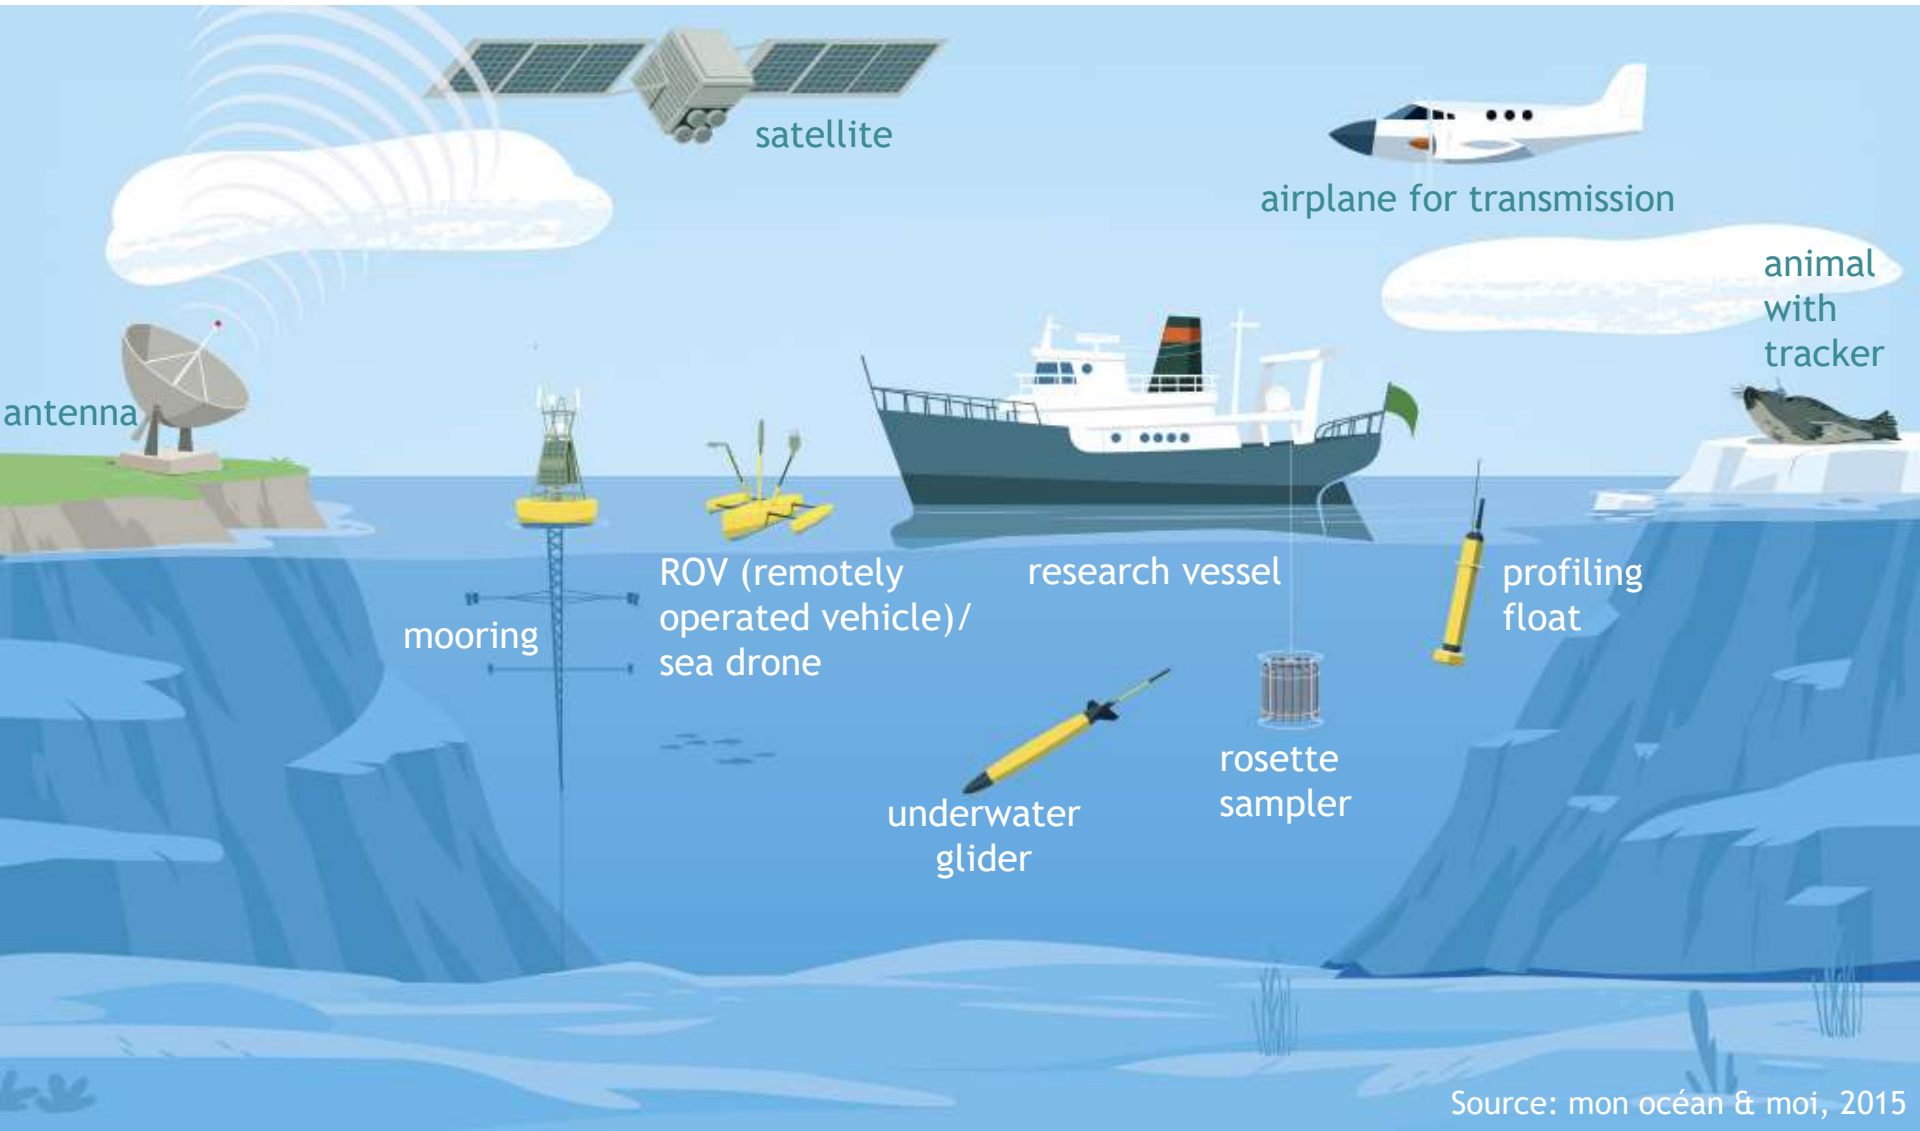 satellite
airplane for transmission
animal
with
tracker
antenna
ROV (remotely
operated vehicle)/
sea drone
research vessel
profiling
float
mooring
rosette
sampler
underwater
glider
Source: mon océan & moi, 2015